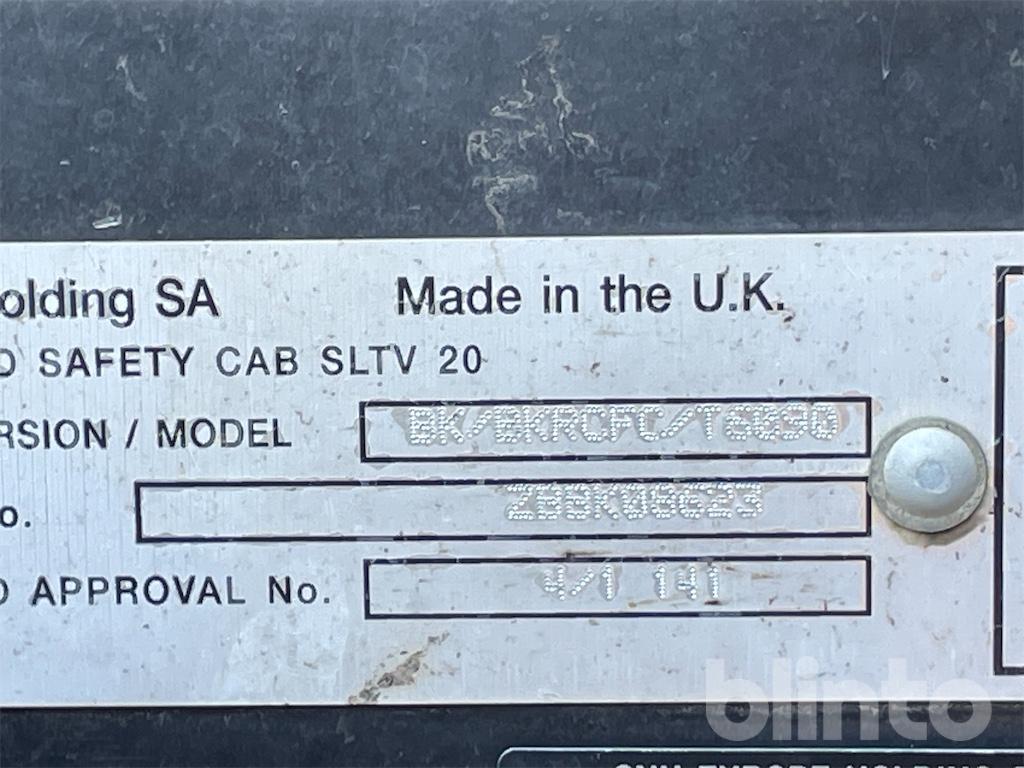 olding SA Made in the U.K.
D SAFETY CAB SLTV 20
RSION / MODEL BK/BKRCFC/T6090
o. ZBBK08623
D APPROVAL No. 4/1 141
blinto